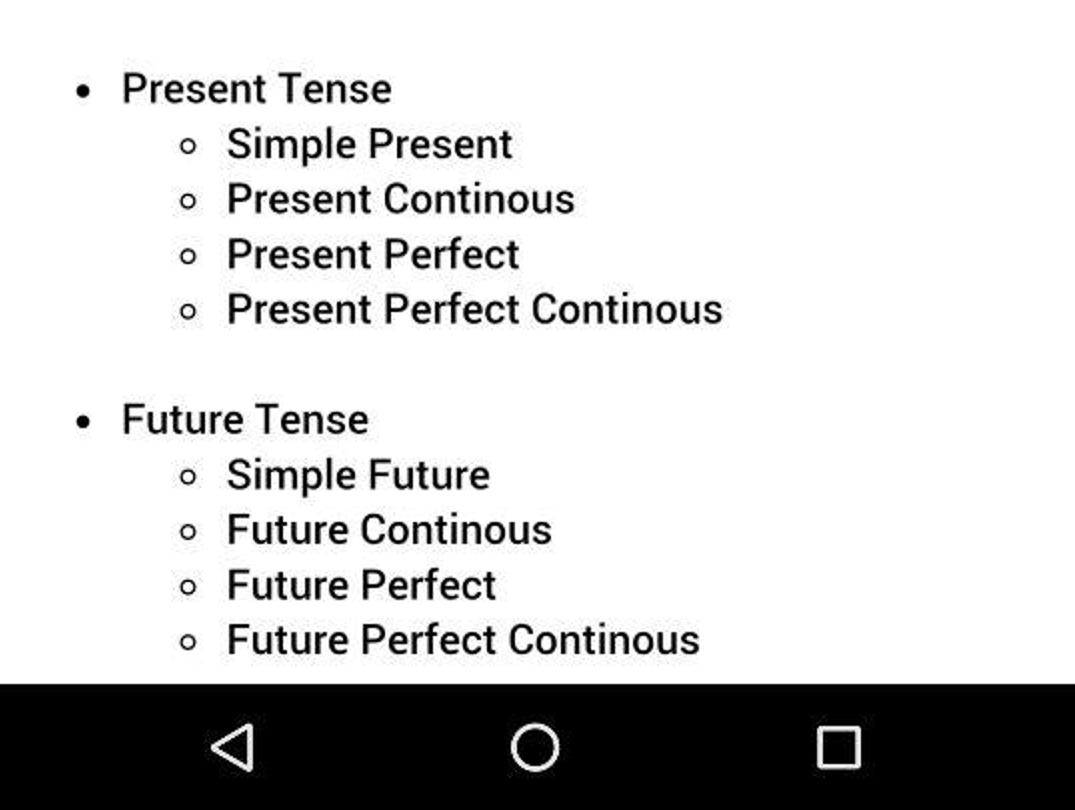 • Present Tense
○ Simple Present
○ Present Continous
○ Present Perfect
○ Present Perfect Continous
• Future Tense
○ Simple Future
○ Future Continous
○ Future Perfect
○ Future Perfect Continous